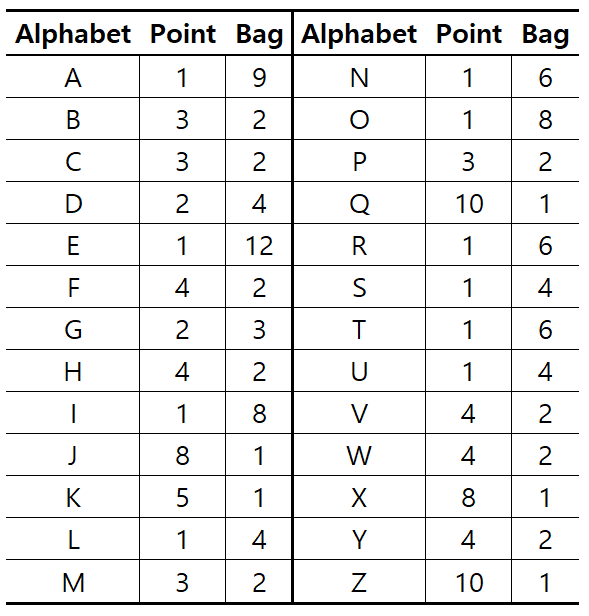 Alphabet Point Bag Alphabet Point Bag
A 1 9 N 1 6
B 3 2 O 1 8
C 3 2 P 3 2
D 2 4 Q 10 1
E 1 12 R 1 6
F 4 2 S 1 4
G 2 3 T 1 6
H 4 2 U 1 4
I 1 8 V 4 2
J 8 1 W 4 2
K 5 1 X 8 1
L 1 4 Y 4 2
M 3 2 Z 10 1